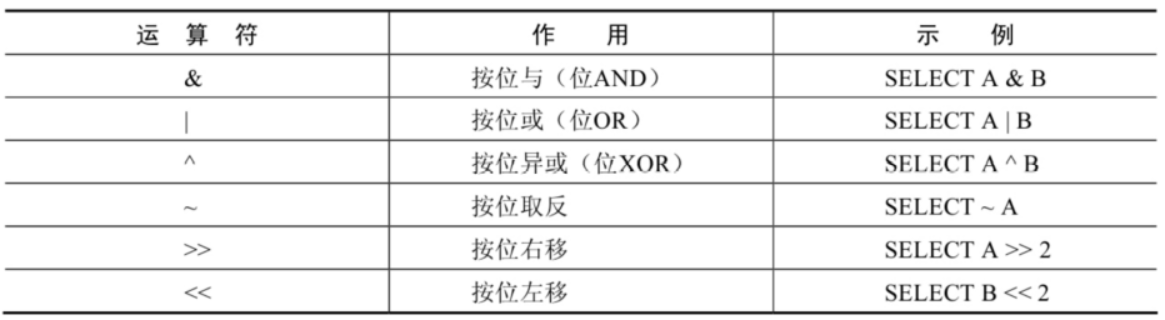 运算符 作用 示例
& 按位与（位AND） SELECT A & B
| 按位或（位OR） SELECT A | B
^ 按位异或（位XOR） SELECT A ^ B
~ 按位取反 SELECT ~ A
>> 按位右移 SELECT A >> 2
<< 按位左移 SELECT B << 2